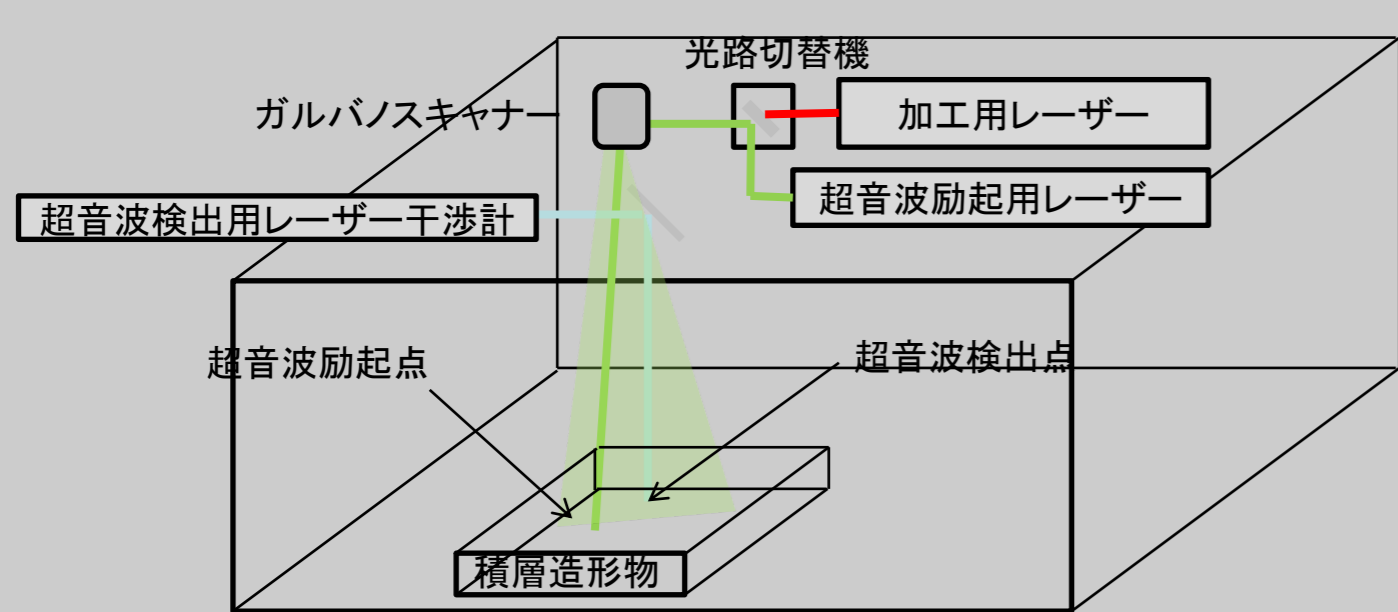 光路切替機
ガルバノスキャナー
加工用レーザー
超音波励起用レーザー
超音波検出用レーザー干渉計
超音波励起点
超音波検出点
積層造形物